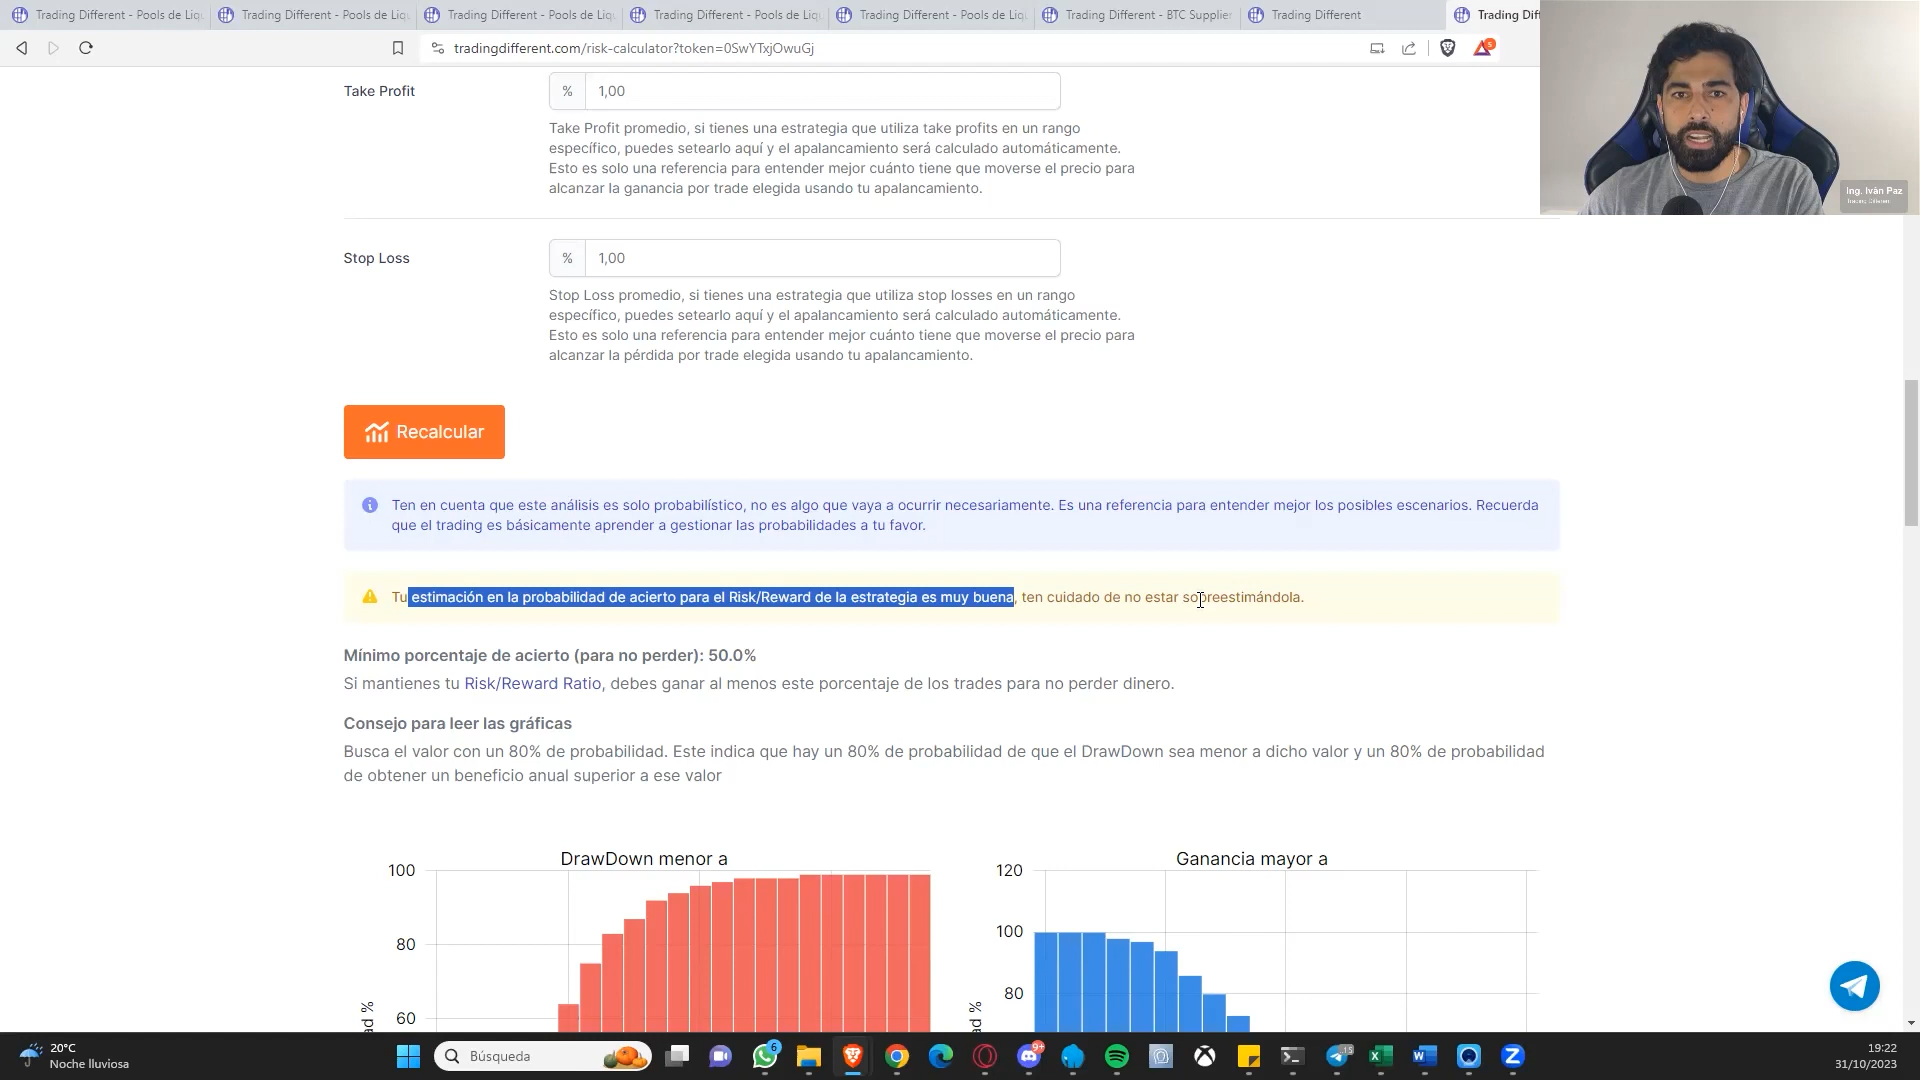 Trading Different - Pools de Liqu
Trading Different - Pools de Liqu
Trading Different - Pools de Liqu
Trading Different - Pools de Liqu
Trading Different - Pools de Liqu
Trading Different - BTC Supplier
Trading Different
Trading Diff
tradingdifferent.com/risk-calculator?token=0SwYTxjOwuGj
5
Ing. Iván Paz
Trading Different
Take Profit
% 1,00
Take Profit promedio, si tienes una estrategia que utiliza take profits en un rango
específico, puedes setearlo aquí y el apalancamiento será calculado automáticamente.
Esto es solo una referencia para entender mejor cuánto tiene que moverse el precio para
alcanzar la ganancia por trade elegida usando tu apalancamiento.
Stop Loss
% 1,00
Stop Loss promedio, si tienes una estrategia que utiliza stop losses en un rango
específico, puedes setearlo aquí y el apalancamiento será calculado automáticamente.
Esto es solo una referencia para entender mejor cuánto tiene que moverse el precio para
alcanzar la pérdida por trade elegida usando tu apalancamiento.
Recalcular
Ten en cuenta que este análisis es solo probabilístico, no es algo que vaya a ocurrir necesariamente. Es una referencia para entender mejor los posibles escenarios. Recuerda
que el trading es básicamente aprender a gestionar las probabilidades a tu favor.
Tu estimación en la probabilidad de acierto para el Risk/Reward de la estrategia es muy buena, ten cuidado de no estar sobreestimándola.
Mínimo porcentaje de acierto (para no perder): 50.0%
Si mantienes tu Risk/Reward Ratio, debes ganar al menos este porcentaje de los trades para no perder dinero.
Consejo para leer las gráficas
Busca el valor con un 80% de probabilidad. Este indica que hay un 80% de probabilidad de que el DrawDown sea menor a dicho valor y un 80% de probabilidad
de obtener un beneficio anual superior a ese valor
DrawDown menor a
100
80
60
ad %
Ganancia mayor a
120
100
80
ad %
20°C
Noche lluviosa
Búsqueda
6
9+
15
19:22
31/10/2023